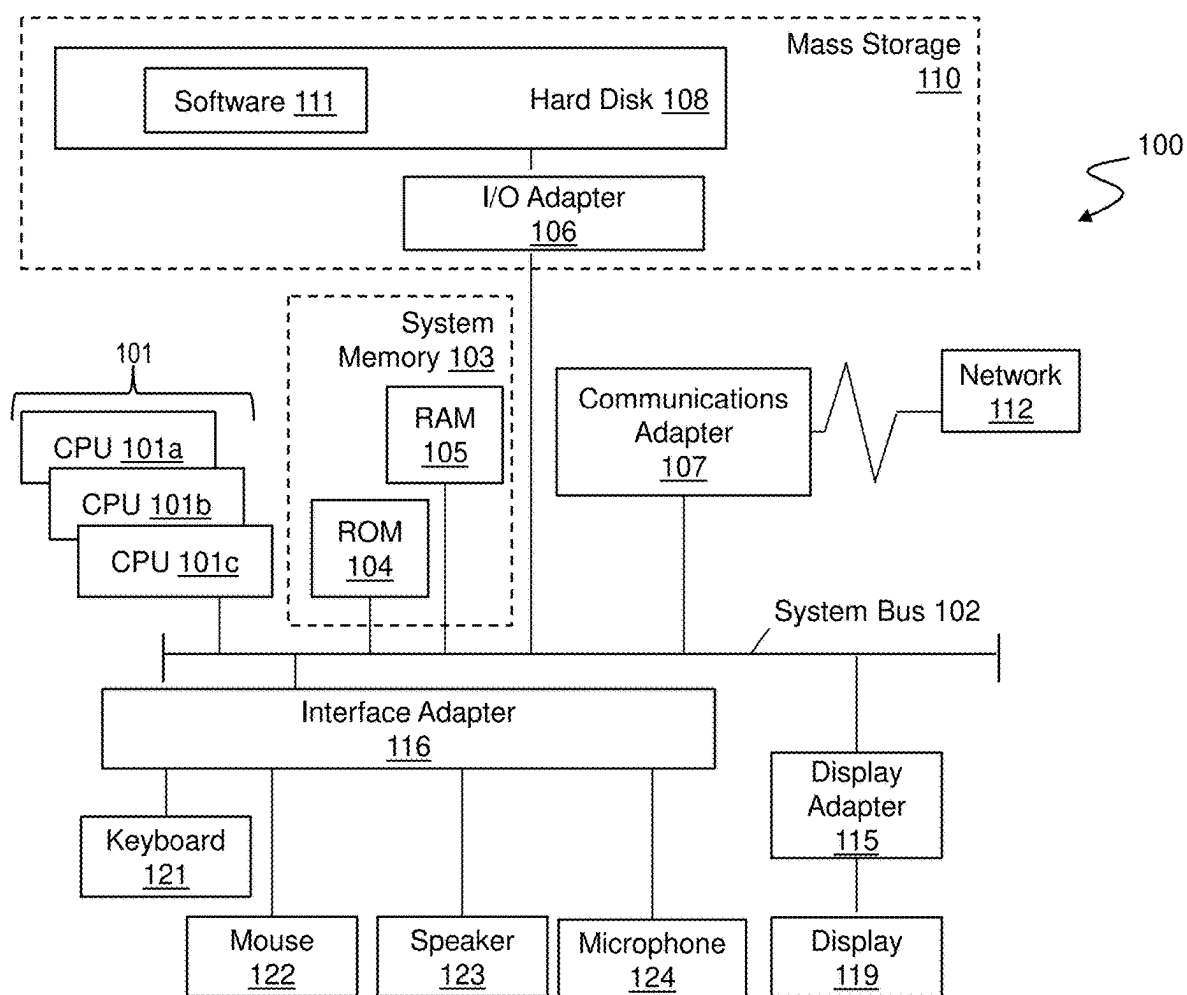 Mass Storage
110
Software 111
Hard Disk 108
100
I/O Adapter
106
System
Memory 103
101
RAM
105
Communications
Adapter
107
Network
112
CPU 101a
CPU 101b
CPU 101c
ROM
104
System Bus 102
Interface Adapter
116
Display
Adapter
115
Keyboard
121
Mouse
122
Speaker
123
Microphone
124
Display
119